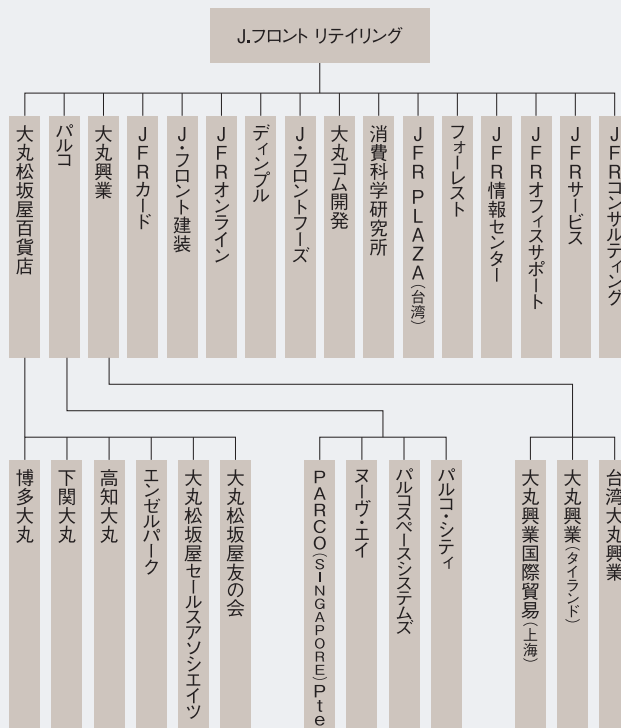 J.フロント リテイリング
大丸松坂屋百貨店
パルコ
大丸興業
JFRカード
J・フロント建装
JFRオンライン
ディンプル
J・フロントフーズ
大丸コム開発
消費科学研究所
JFR PLAZA(台湾)
フォーレスト
JFR情報センター
JFRオフィスサポート
JFRサービス
JFRコンサルティング
博多大丸
下関大丸
高知大丸
エンゼルパーク
大丸松坂屋セールスアソシエイツ
大丸松坂屋友の会
PARCO(SINGAPORE)Pte
ヌーヴ・エイ
パルコスペースシステムズ
パルコ・シティ
大丸興業国際貿易(上海)
大丸興業(タイランド)
台湾大丸興業